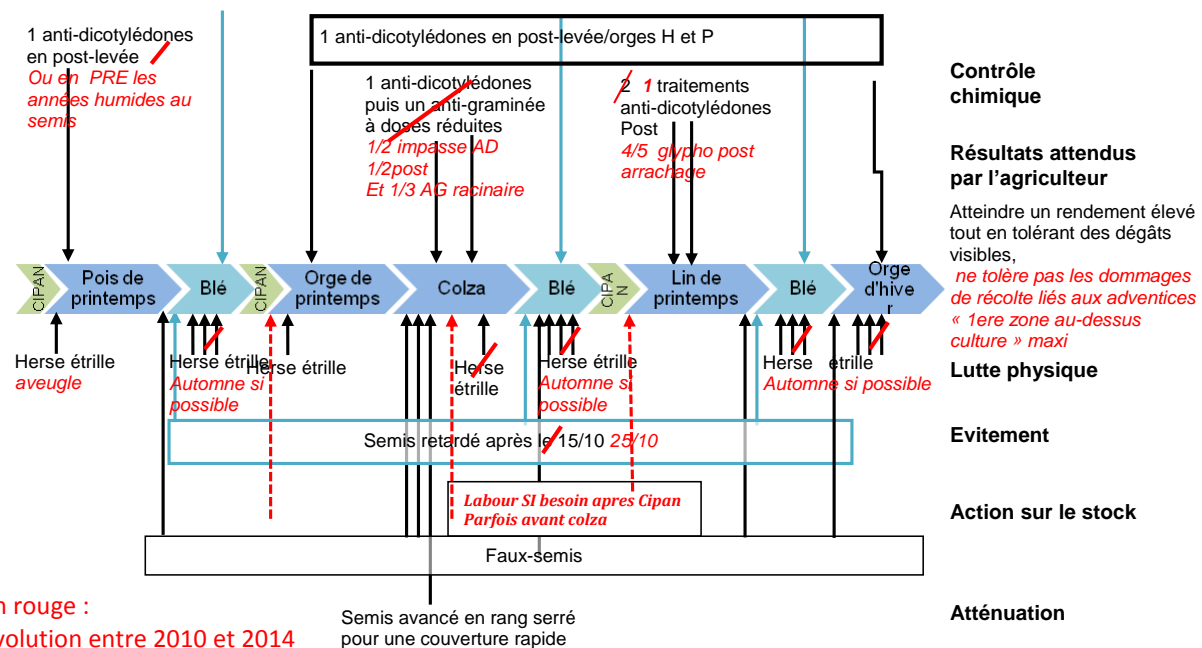 1 anti-dicotylédones
en post-levée
Ou en PRE les
années humides au
semis
1 anti-dicotylédones en post-levée/orges H et P
1 anti-dicotylédones
puis un anti-graminée
à doses réduites
1/2 impasse AD
1/2post
Et 1/3 AG racinaire
2 1 traitements
anti-dicotylédones
Post
4/5 glypho post
arrachage
Contrôle
chimique
Résultats attendus
par l'agriculteur
Atteindre un rendement élevé
tout en tolérant des dégâts
visibles,
ne tolère pas les dommages
de récolte liés aux adventices
« 1ere zone au-dessus
culture » maxi
CIPAN
Pois de
printemps
Blé
CIPAN
Orge de
printemps
Colza
Blé
CIPA
N
Lin de
printemps
Blé
Orge
d'hive
r
Herse étrille
aveugle
Herse étrille
Automne si
possible
Herse étrille
Herse
étrille
Herse étrille
Automne si
possible
Herse étrille
Automne si possible
Lutte physique
Semis retardé après le 15/10 25/10
Evitement
Labour SI besoin apres Cipan
Parfois avant colza
Action sur le stock
Faux-semis
n rouge :
volution entre 2010 et 2014
Semis avancé en rang serré
pour une couverture rapide
Atténuation